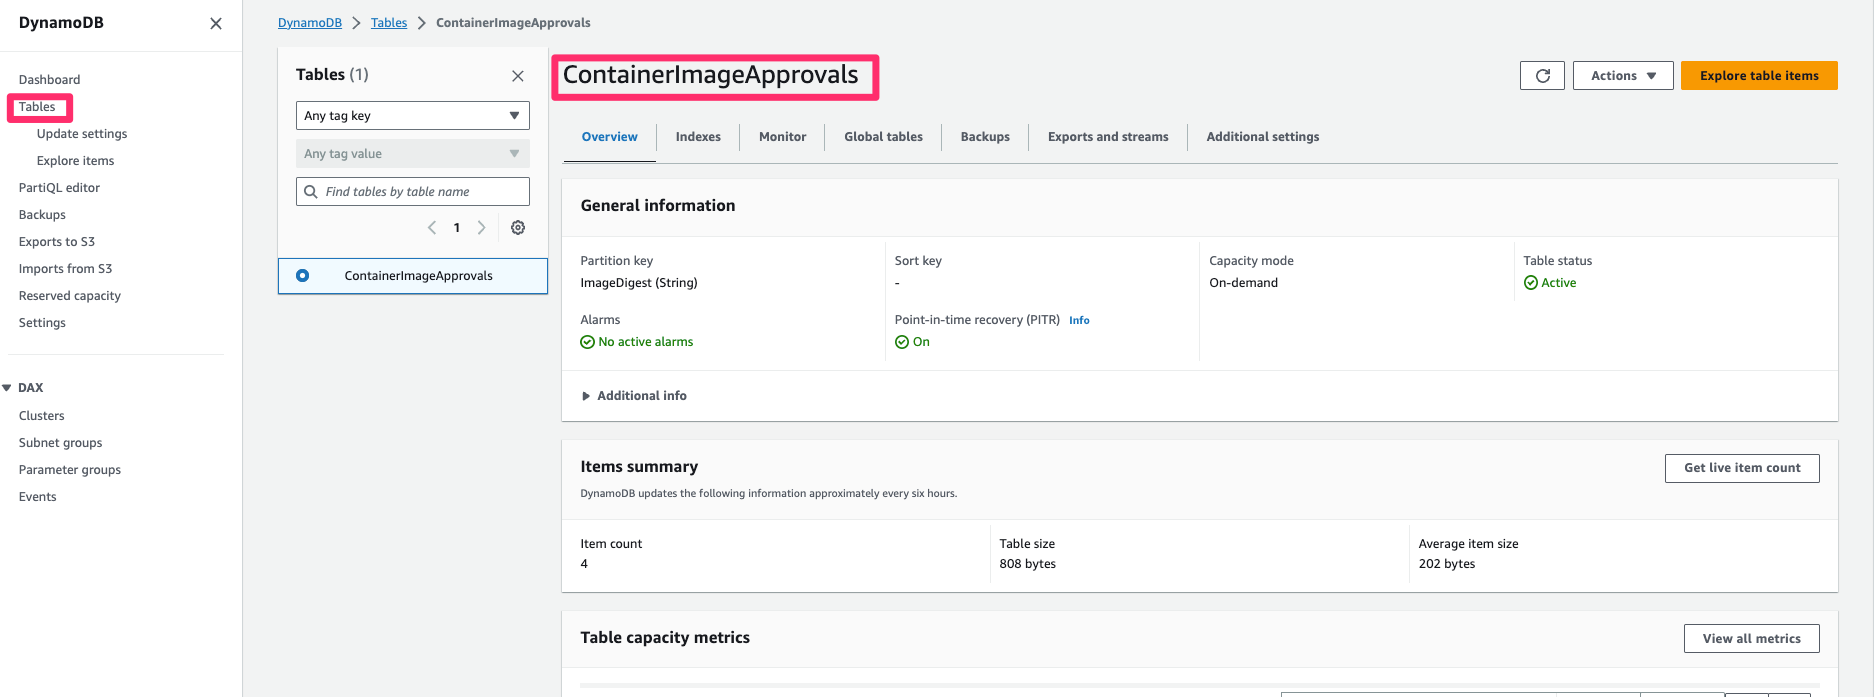 DynamoDB
Dashboard
Tables
Update settings
Explore items
PartiQL editor
Backups
Exports to S3
Imports from S3
Reserved capacity
Settings
DAX
Clusters
Subnet groups
Parameter groups
Events
DynamoDB Tables ContainerImageApprovals
Tables (1)
Any tag key
Any tag value
Find tables by table name
1
ContainerImageApprovals
ContainerImageApprovals
Actions
Explore table items
Overview Indexes Monitor Global tables Backups Exports and streams Additional settings
General information
Partition key
ImageDigest (String)
Sort key
-
Capacity mode
On-demand
Table status
Active
Alarms
No active alarms
Point-in-time recovery (PITR) Info
On
Additional info
Items summary
Get live item count
DynamoDB updates the following information approximately every six hours.
Item count
4
Table size
808 bytes
Average item size
202 bytes
Table capacity metrics
View all metrics